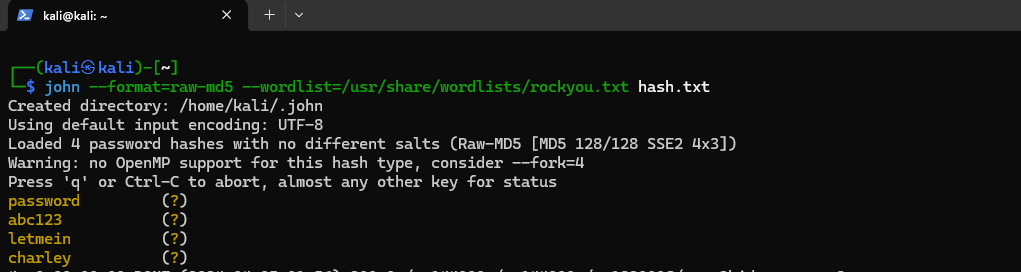 kali@kali: ~
┌──(kali㉿kali)-[~]
└─$ john --format=raw-md5 --wordlist=/usr/share/wordlists/rockyou.txt hash.txt
Created directory: /home/kali/.john
Using default input encoding: UTF-8
Loaded 4 password hashes with no different salts (Raw-MD5 [MD5 128/128 SSE2 4x3])
Warning: no OpenMP support for this hash type, consider --fork=4
Press 'q' or Ctrl-C to abort, almost any other key for status
password (?)
abc123 (?)
letmein (?)
charley (?)